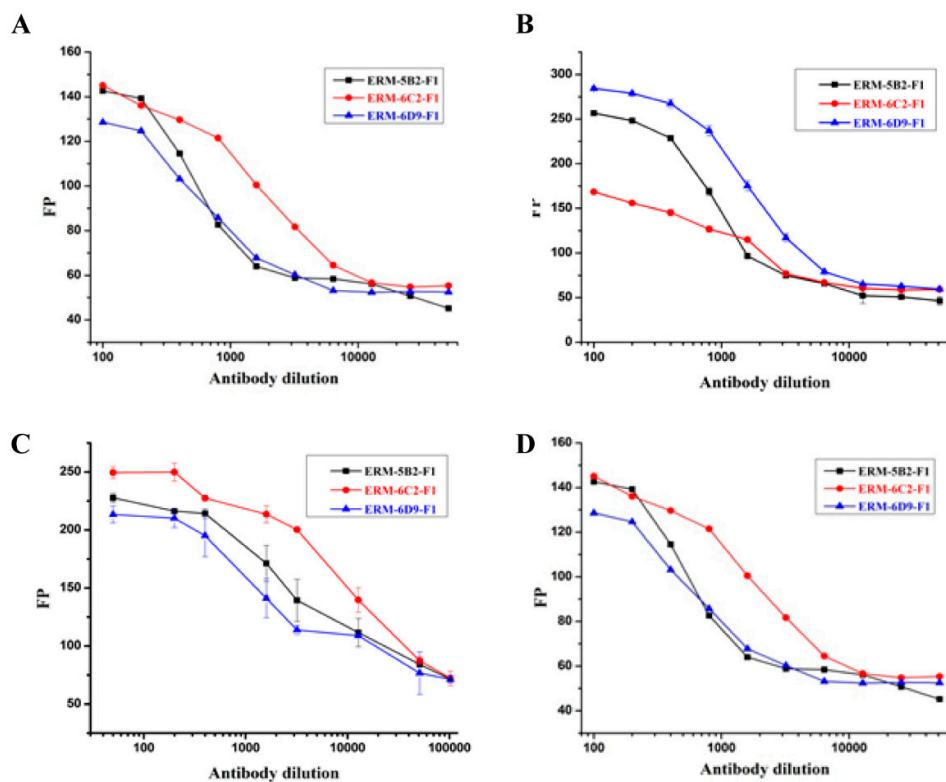 A
160
140
120
100
80
60
40
FP
100
1000
10000
Antibody dilution
ERM-5B2-F1
ERM-6C2-F1
ERM-6D9-F1
B
300
250
200
150
100
50
0
100
1000
10000
Antibody dilution
ERM-5B2-F1
ERM-6C2-F1
ERM-6D9-F1
C
250
200
150
100
50
FP
100
1000
10000
100000
Antibody dilution
ERM-5B2-F1
ERM-6C2-F1
ERM-6D9-F1
D
160
140
120
100
80
60
40
FP
100
1000
10000
Antibody dilution
ERM-5B2-F1
ERM-6C2-F1
ERM-6D9-F1